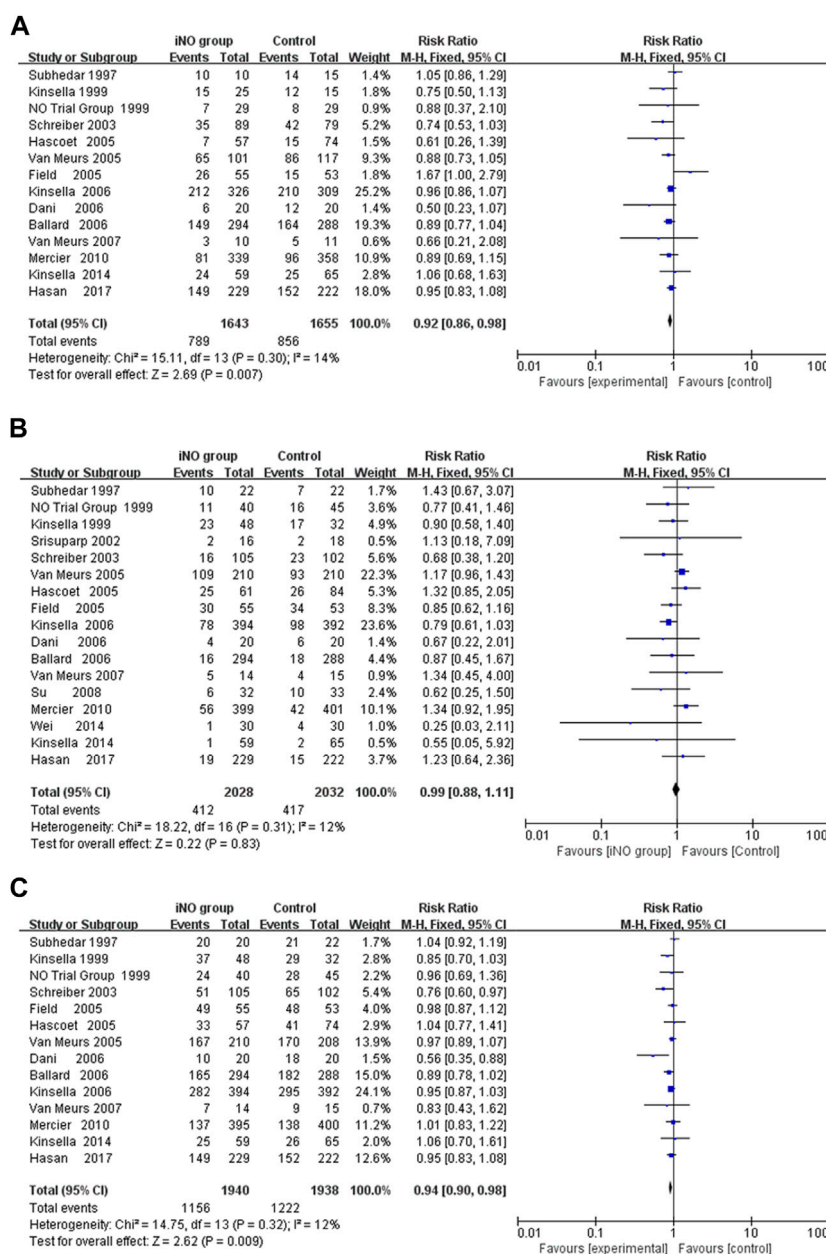 A
iNO group Control Risk Ratio Risk Ratio
Study or Subgroup Events Total Events Total Weight M-H, Fixed, 95% CI M-H, Fixed, 95% CI
Subhedar 1997 10 10 14 15 1.4% 1.05 [0.86, 1.29]
Kinsella 1999 15 25 12 15 1.8% 0.75 [0.50, 1.13]
NO Trial Group 1999 7 29 8 29 0.9% 0.88 [0.37, 2.10]
Schreiber 2003 35 89 42 79 5.2% 0.74 [0.53, 1.03]
Hascoet 2005 7 57 15 74 1.5% 0.61 [0.26, 1.39]
Van Meurs 2005 65 101 86 117 9.3% 0.88 [0.73, 1.05]
Field 2005 26 55 15 53 1.8% 1.67 [1.00, 2.79]
Kinsella 2006 212 326 210 309 25.2% 0.96 [0.86, 1.07]
Dani 2006 6 20 12 20 1.4% 0.50 [0.23, 1.07]
Ballard 2006 149 294 164 288 19.3% 0.89 [0.77, 1.04]
Van Meurs 2007 3 10 5 11 0.6% 0.66 [0.21, 2.08]
Mercier 2010 81 339 96 358 10.9% 0.89 [0.69, 1.15]
Kinsella 2014 24 59 25 65 2.8% 1.06 [0.68, 1.63]
Hasan 2017 149 229 152 222 18.0% 0.95 [0.83, 1.08]
Total (95% CI) 1643 1655 100.0% 0.92 [0.86, 0.98]
Total events 789 856
Heterogeneity: Chi² = 15.11, df = 13 (P = 0.30); I² = 14%
Test for overall effect: Z = 2.69 (P = 0.007)
0.01 0.1 1 10 100
Favours [experimental] Favours [control]
B
iNO group Control Risk Ratio Risk Ratio
Study or Subgroup Events Total Events Total Weight M-H, Fixed, 95% CI M-H, Fixed, 95% CI
Subhedar 1997 10 22 7 22 1.7% 1.43 [0.67, 3.07]
NO Trial Group 1999 11 40 16 45 3.6% 0.77 [0.41, 1.46]
Kinsella 1999 23 48 17 32 4.9% 0.90 [0.58, 1.40]
Srisuparp 2002 2 16 2 18 0.5% 1.13 [0.18, 7.09]
Schreiber 2003 16 105 23 102 5.6% 0.68 [0.38, 1.20]
Van Meurs 2005 109 210 93 210 22.3% 1.17 [0.96, 1.43]
Hascoet 2005 25 61 26 84 5.2% 1.32 [0.85, 2.05]
Field 2005 30 55 34 53 8.3% 0.85 [0.62, 1.16]
Kinsella 2006 78 394 98 392 23.6% 0.79 [0.61, 1.03]
Dani 2006 4 20 6 20 1.4% 0.67 [0.22, 2.01]
Ballard 2006 16 294 18 288 4.4% 0.87 [0.45, 1.67]
Van Meurs 2007 5 14 4 15 0.9% 1.34 [0.45, 4.00]
Su 2008 6 32 10 33 2.4% 0.62 [0.25, 1.50]
Mercier 2010 56 399 42 401 10.1% 1.34 [0.92, 1.95]
Wei 2014 1 30 4 30 1.0% 0.25 [0.03, 2.11]
Kinsella 2014 1 59 2 65 0.5% 0.55 [0.05, 5.92]
Hasan 2017 19 229 15 222 3.7% 1.23 [0.64, 2.36]
Total (95% CI) 2028 2032 100.0% 0.99 [0.88, 1.11]
Total events 412 417
Heterogeneity: Chi² = 18.22, df = 16 (P = 0.31); I² = 12%
Test for overall effect: Z = 0.22 (P = 0.83)
0.01 0.1 1 10 100
Favours [iNO group] Favours [Control]
C
iNO group Control Risk Ratio Risk Ratio
Study or Subgroup Events Total Events Total Weight M-H, Fixed, 95% CI M-H, Fixed, 95% CI
Subhedar 1997 20 20 21 22 1.7% 1.04 [0.92, 1.19]
Kinsella 1999 37 48 29 32 2.8% 0.85 [0.70, 1.03]
NO Trial Group 1999 24 40 28 45 2.1% 0.96 [0.69, 1.36]
Schreiber 2003 51 105 65 102 5.4% 0.76 [0.60, 0.97]
Field 2005 49 55 48 53 4.0% 0.98 [0.87, 1.12]
Hascoet 2005 33 57 41 74 2.9% 1.04 [0.77, 1.41]
Van Meurs 2005 167 210 170 208 13.9% 0.97 [0.89, 1.07]
Dani 2006 10 20 18 20 1.5% 0.56 [0.35, 0.88]
Ballard 2006 165 294 182 288 15.0% 0.89 [0.78, 1.02]
Kinsella 2006 282 394 295 392 24.1% 0.95 [0.87, 1.03]
Van Meurs 2007 7 14 9 15 0.7% 0.83 [0.43, 1.62]
Mercier 2010 137 395 138 400 11.2% 1.01 [0.83, 1.22]
Kinsella 2014 25 59 26 65 2.0% 1.06 [0.70, 1.61]
Hasan 2017 149 229 152 222 12.6% 0.95 [0.83, 1.08]
Total (95% CI) 1940 1938 100.0% 0.94 [0.90, 0.98]
Total events 1156 1222
Heterogeneity: Chi² = 14.75, df = 13 (P = 0.32); I² = 12%
Test for overall effect: Z = 2.62 (P = 0.009)
0.01 0.1 1 10 100
Favours [experimental] Favours [control]